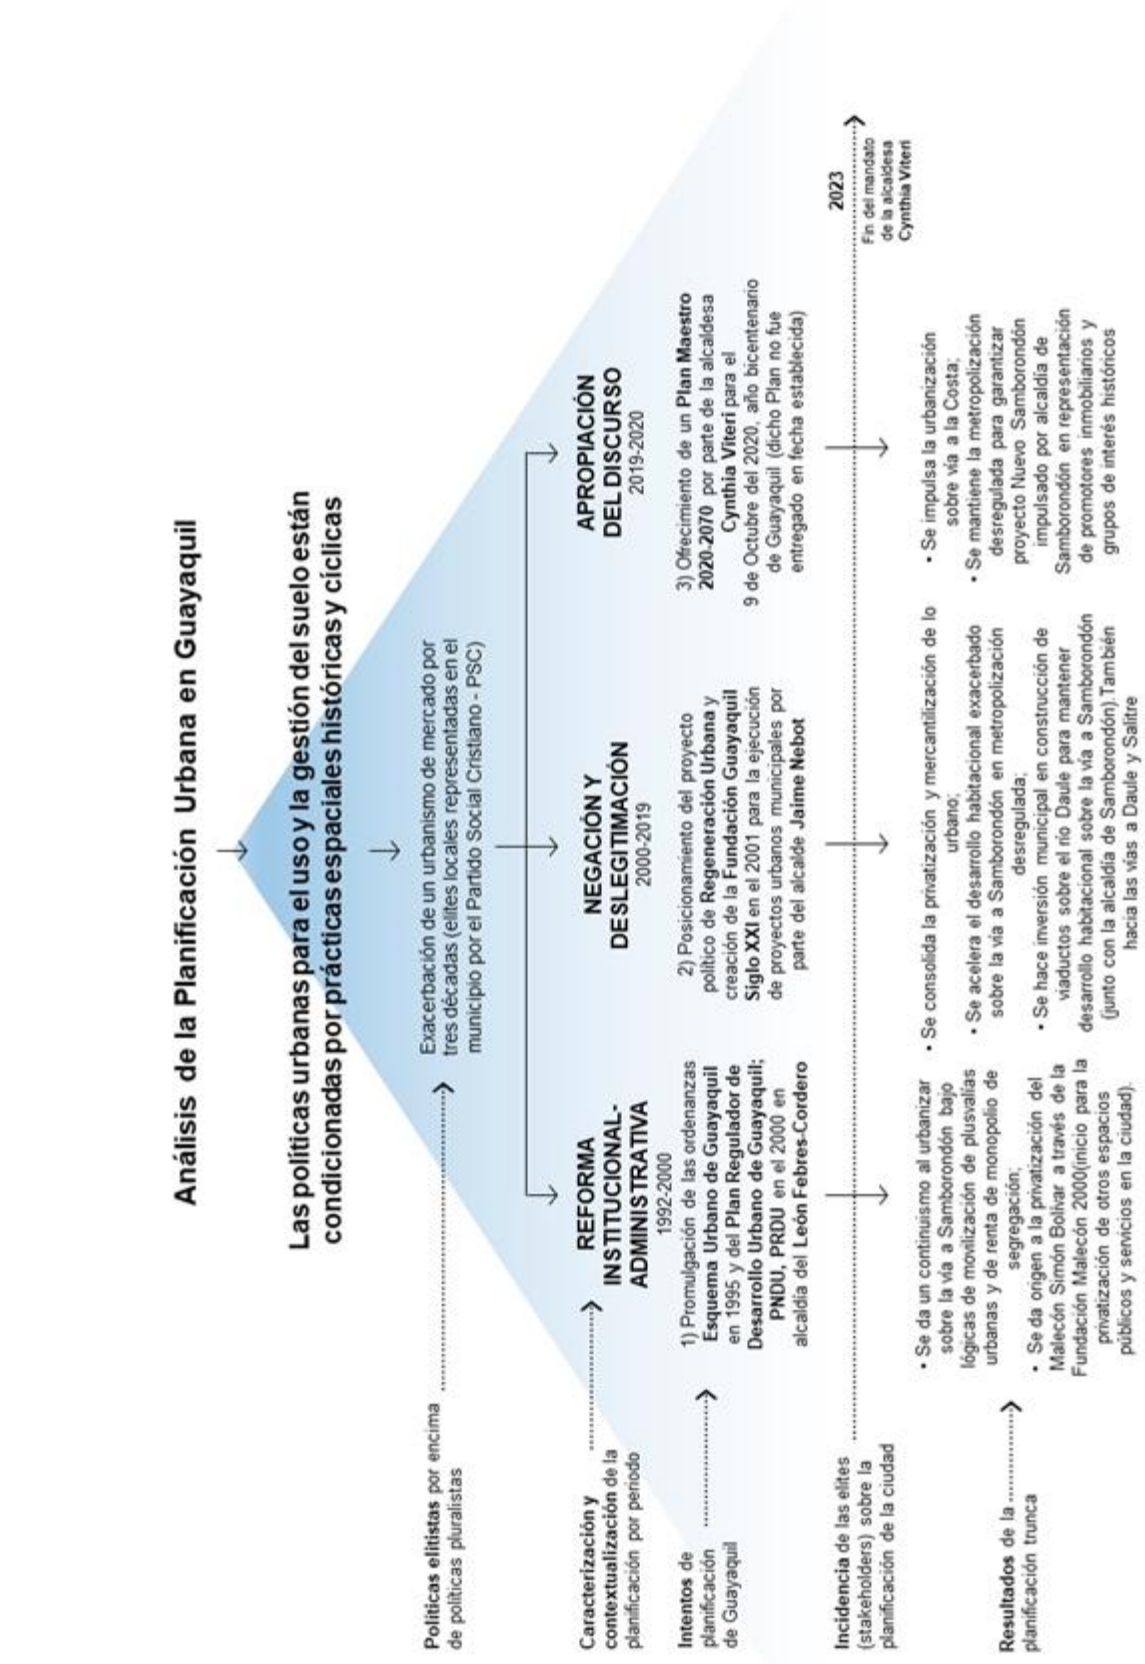 Análisis de la Planificación Urbana en Guayaquil
Las políticas urbanas para el uso y la gestión del suelo están
condicionadas por prácticas espaciales históricas y cíclicas
Políticas elitistas por encima
de políticas pluralistas
Exacerbación de un urbanismo de mercado por
tres décadas (elites locales representadas en el
municipio por el Partido Social Cristiano - PSC)
Caracterización y
contextualización de la
planificación por periodo
REFORMA
INSTITUCIONAL-
ADMINISTRATIVA
1992-2000
NEGACIÓN Y
DESLEGITIMACIÓN
2000-2019
APROPIACIÓN
DEL DISCURSO
2019-2020
Intentos de
planificación
de Guayaquil
1) Promulgación de las ordenanzas
Esquema Urbano de Guayaquil
en 1995 y del Plan Regulador de
Desarrollo Urbano de Guayaquil;
PNDU, PRDU en el 2000 en
alcaldía del León Febres-Cordero
2) Posicionamiento del proyecto
político de Regeneración Urbana y
creación de la Fundación Guayaquil
Siglo XXI en el 2001 para la ejecución
de proyectos urbanos municipales por
parte del alcalde Jaime Nebot
3) Ofrecimiento de un Plan Maestro
2020-2070 por parte de la alcaldesa
Cynthia Viteri para el
9 de Octubre del 2020, año bicentenario
de Guayaquil (dicho Plan no fue
entregado en fecha establecida)
Incidencia de las elites
(stakeholders) sobre la
planificación de la ciudad
2023
Fin del mandato
de la alcaldesa
Cynthia Viteri
Resultados de la
planificación trunca
• Se da un continuismo al urbanizar
sobre la vía a Samborondón bajo
lógicas de movilización de plusvalías
urbanas y de renta de monopolio de
segregación;
• Se da origen a la privatización del
Malecón Simón Bolívar a través de la
Fundación Malecón 2000(inicio para la
privatización de otros espacios
públicos y servicios en la ciudad).
• Se consolida la privatización y mercantilización de lo
urbano;
• Se acelera el desarrollo habitacional exacerbado
sobre la vía a Samborondón en metropolización
desregulada;
• Se hace inversión municipal en construcción de
viaductos sobre el río Daule para mantener
desarrollo habitacional sobre la vía a Samborondón
(junto con la alcaldía de Samborondón).También
hacia las vías a Daule y Salitre
• Se impulsa la urbanización
sobre vía a la Costa;
• Se mantiene la metropolización
desregulada para garantizar
proyecto Nuevo Samborondón
impulsado por alcaldía de
Samborondón en representación
de promotores inmobiliarios y
grupos de interés históricos